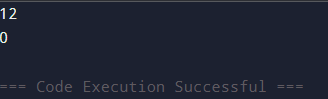 12
0
=== Code Execution Successful ===